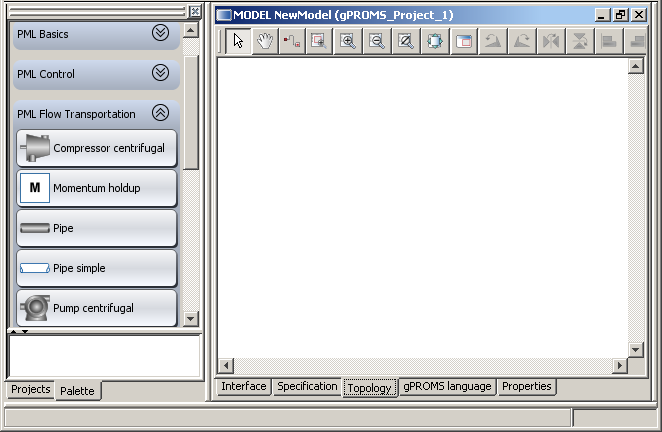 PML Basics
PML Control
PML Flow Transportation
Compressor centrifugal
M Momentum holdup
Pipe
Pipe simple
Pump centrifugal
Projects Palette
MODEL NewModel (gPROMS_Project_1)
Interface Specification Topology gPROMS language Properties